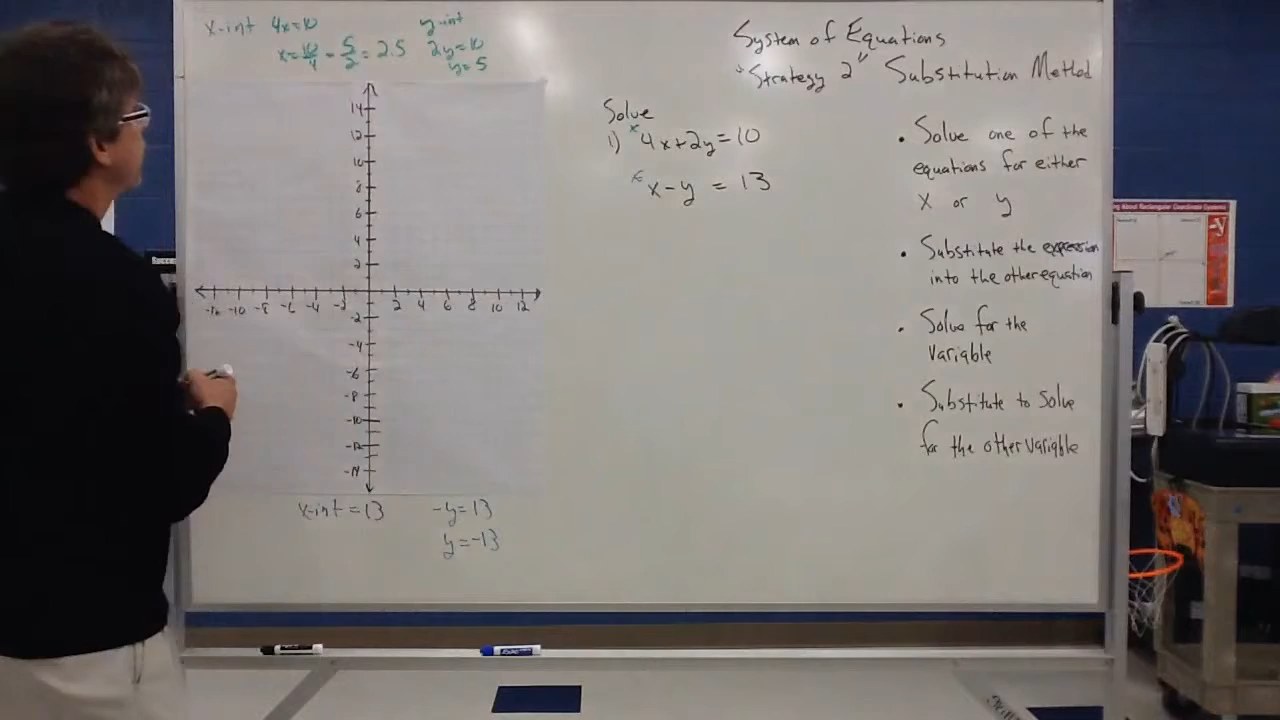 x-int 4x=10
x=10/4=5/2=2.5
y-int
2y=10
y=5
System of Equations
"Strategy 2" Substitution Method
Solve
1) *4x+2y=10
*x-y=13
• Solve one of the
equations for either
x or y
• Substitute the expression
into the other equation
• Solve for the
variable
• Substitute to solve
for the other variable
14
12
10
8
6
4
2
-12 -10 -8 -6 -4 -2 2 4 6 8 10 12
-2
-4
-6
-8
-10
-12
-14
x-int = 13
-y=13
y=-13
Rectangular Coordinate Systems
-y